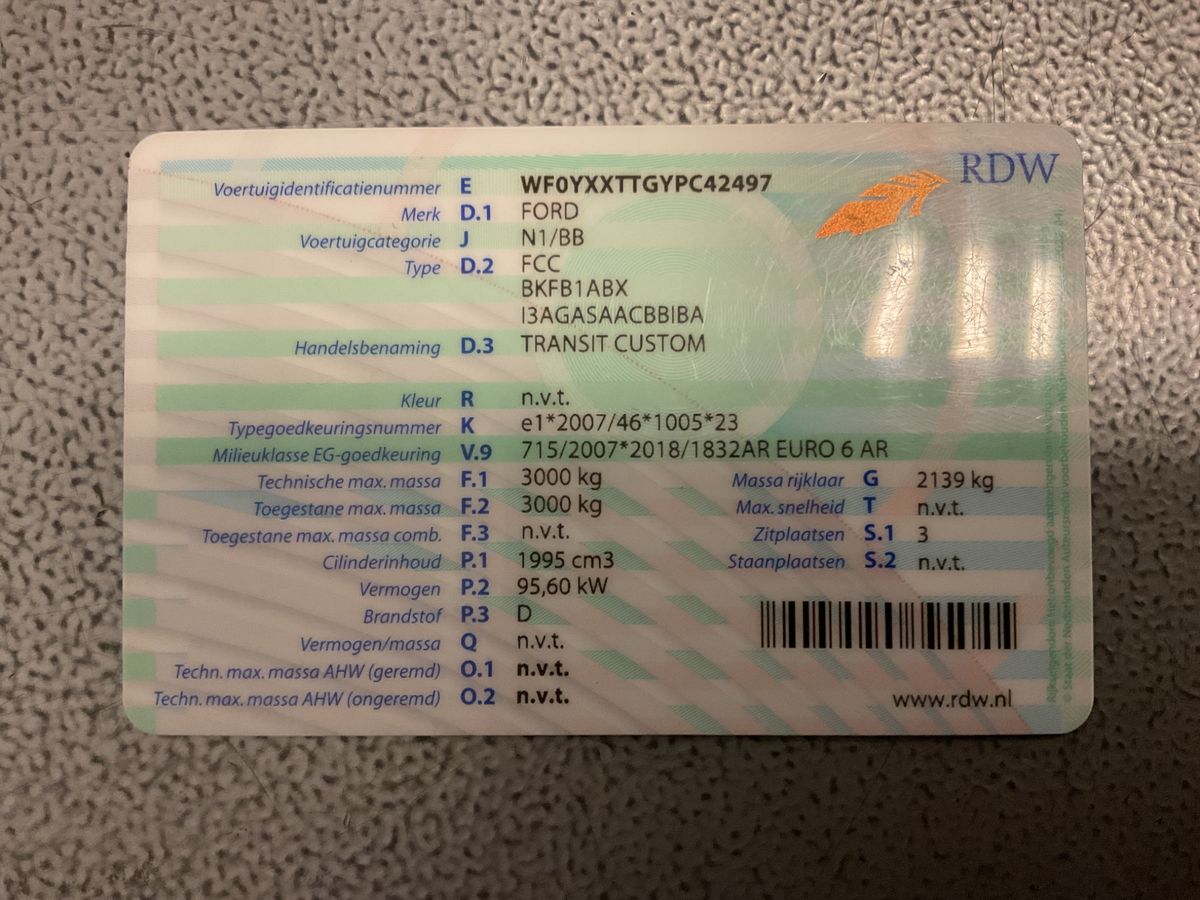 RDW
Voertuigidentificatienummer E WF0YXXTTGYPC42497
Merk D.1 FORD
Voertuigcategorie J N1/BB
Type D.2 FCC
BKFB1ABX
I3AGASAACBBIBA
Handelsbenaming D.3 TRANSIT CUSTOM
Kleur R n.v.t.
Typegoedkeuringsnummer K e1*2007/46*1005*23
Milieuklasse EG-goedkeuring V.9 715/2007*2018/1832AR EURO 6 AR
Technische max. massa F.1 3000 kg Massa rijklaar G 2139 kg
Toegestane max. massa F.2 3000 kg Max. snelheid T n.v.t.
Toegestane max. massa comb. F.3 n.v.t. Zitplaatsen S.1 3
Cilinderinhoud P.1 1995 cm3 Staanplaatsen S.2 n.v.t.
Vermogen P.2 95,60 kW
Brandstof P.3 D
Vermogen/massa Q n.v.t.
Techn. max. massa AHW (geremd) O.1 n.v.t.
Techn. max. massa AHW (ongeremd) O.2 n.v.t.
www.rdw.nl